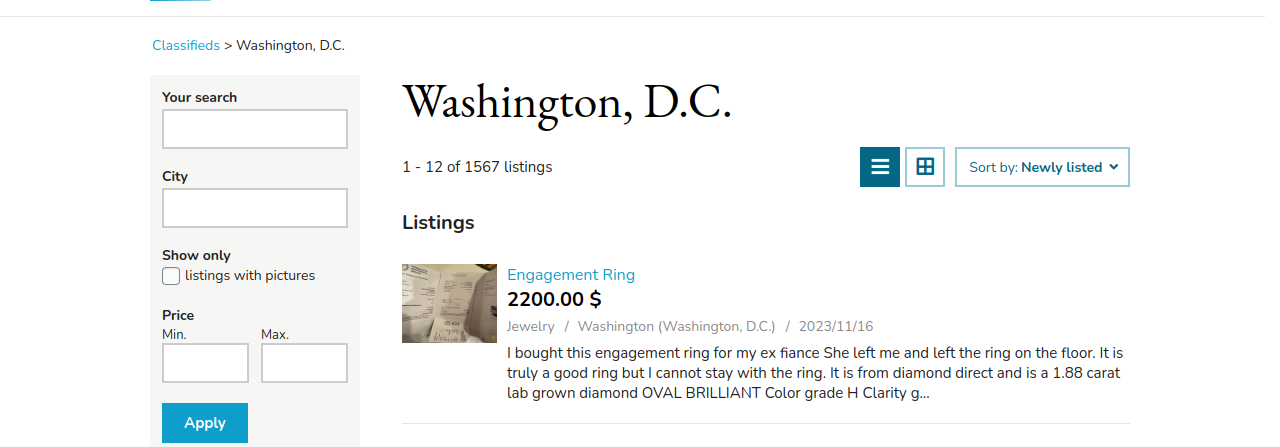 Classifieds > Washington, D.C.
Your search
City
Show only
listings with pictures
Price
Min.
Max.
Apply
Washington, D.C.
1 - 12 of 1567 listings
Sort by: Newly listed
Listings
Engagement Ring
2200.00 $
Jewelry / Washington (Washington, D.C.) / 2023/11/16
I bought this engagement ring for my ex fiance She left me and left the ring on the floor. It is
truly a good ring but I cannot stay with the ring. It is from diamond direct and is a 1.88 carat
lab grown diamond OVAL BRILLIANT Color grade H Clarity g...